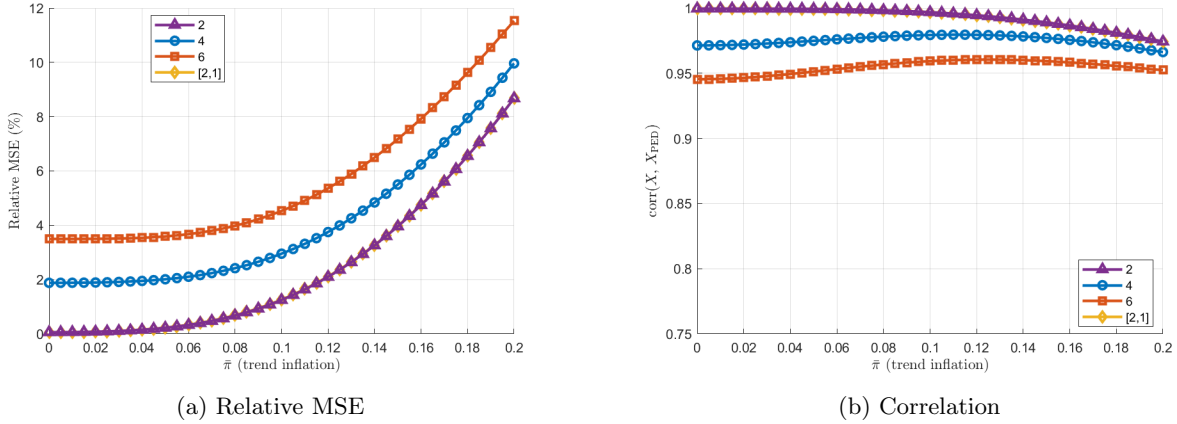 12
10
8
6
4
2
0
Relative MSE (%)
2
4
6
[2,1]
0 0.02 0.04 0.06 0.08 0.1 0.12 0.14 0.16 0.18 0.2
π̄ (trend inflation)
(a) Relative MSE
1
0.95
0.9
0.85
0.8
0.75
corr(X, X_PED)
2
4
6
[2,1]
0 0.02 0.04 0.06 0.08 0.1 0.12 0.14 0.16 0.18 0.2
π̄ (trend inflation)
(b) Correlation